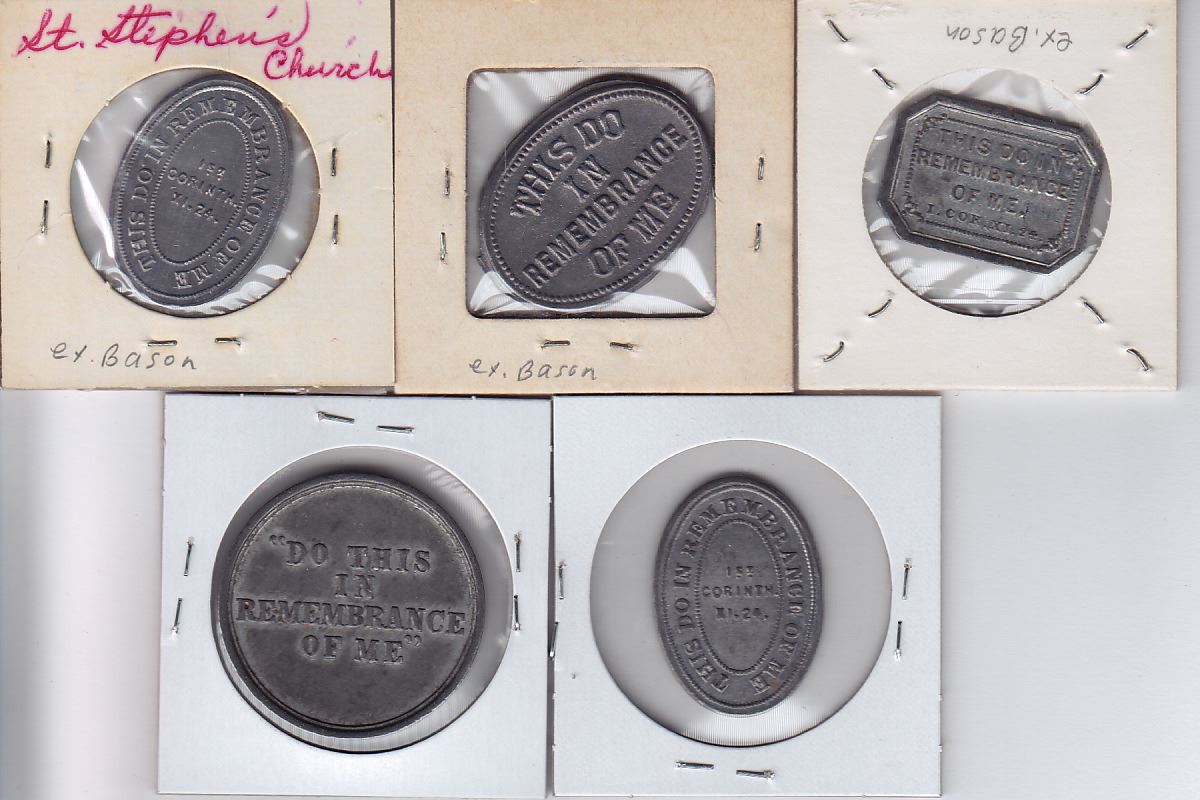 St. Stephen's
Church
THIS DO IN REMEMBRANCE OF ME
1ST
CORINTH.
XI.24.
ex. Bason
THIS DO
IN
REMEMBRANCE
OF ME
ex. Bason
ex. Bason
THIS DO IN
REMEMBRANCE
OF ME.
I. COR. XI.
"DO THIS
IN
REMEMBRANCE
OF ME"
THIS DO IN REMEMBRANCE OF ME
1ST
CORINTH.
XI.24.